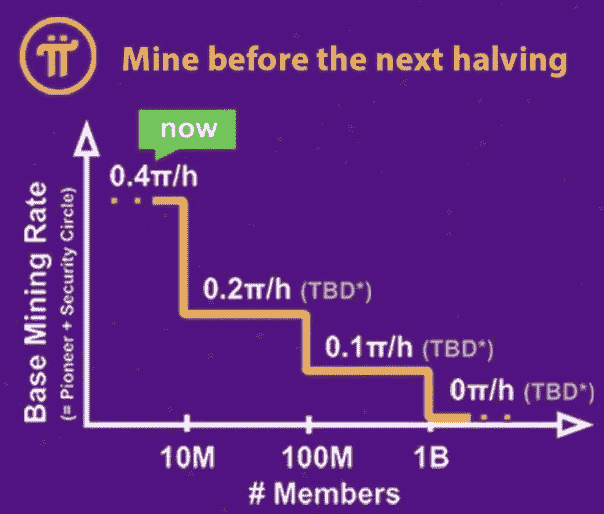 Mine before the next halving
now
0.4π/h
0.2π/h (TBD*)
0.1π/h (TBD*)
0π/h (TBD*)
Base Mining Rate
(= Pioneer + Security Circle)
10M
100M
1B
# Members